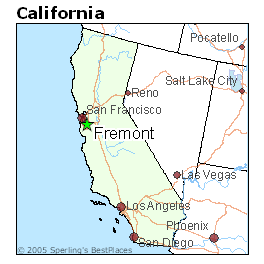 California
Pocatello
Reno
Salt Lake City
San Francisco
Fremont
Las Vegas
Los Angeles
Phoenix
San Diego
© 2005 Sperling's BestPlaces